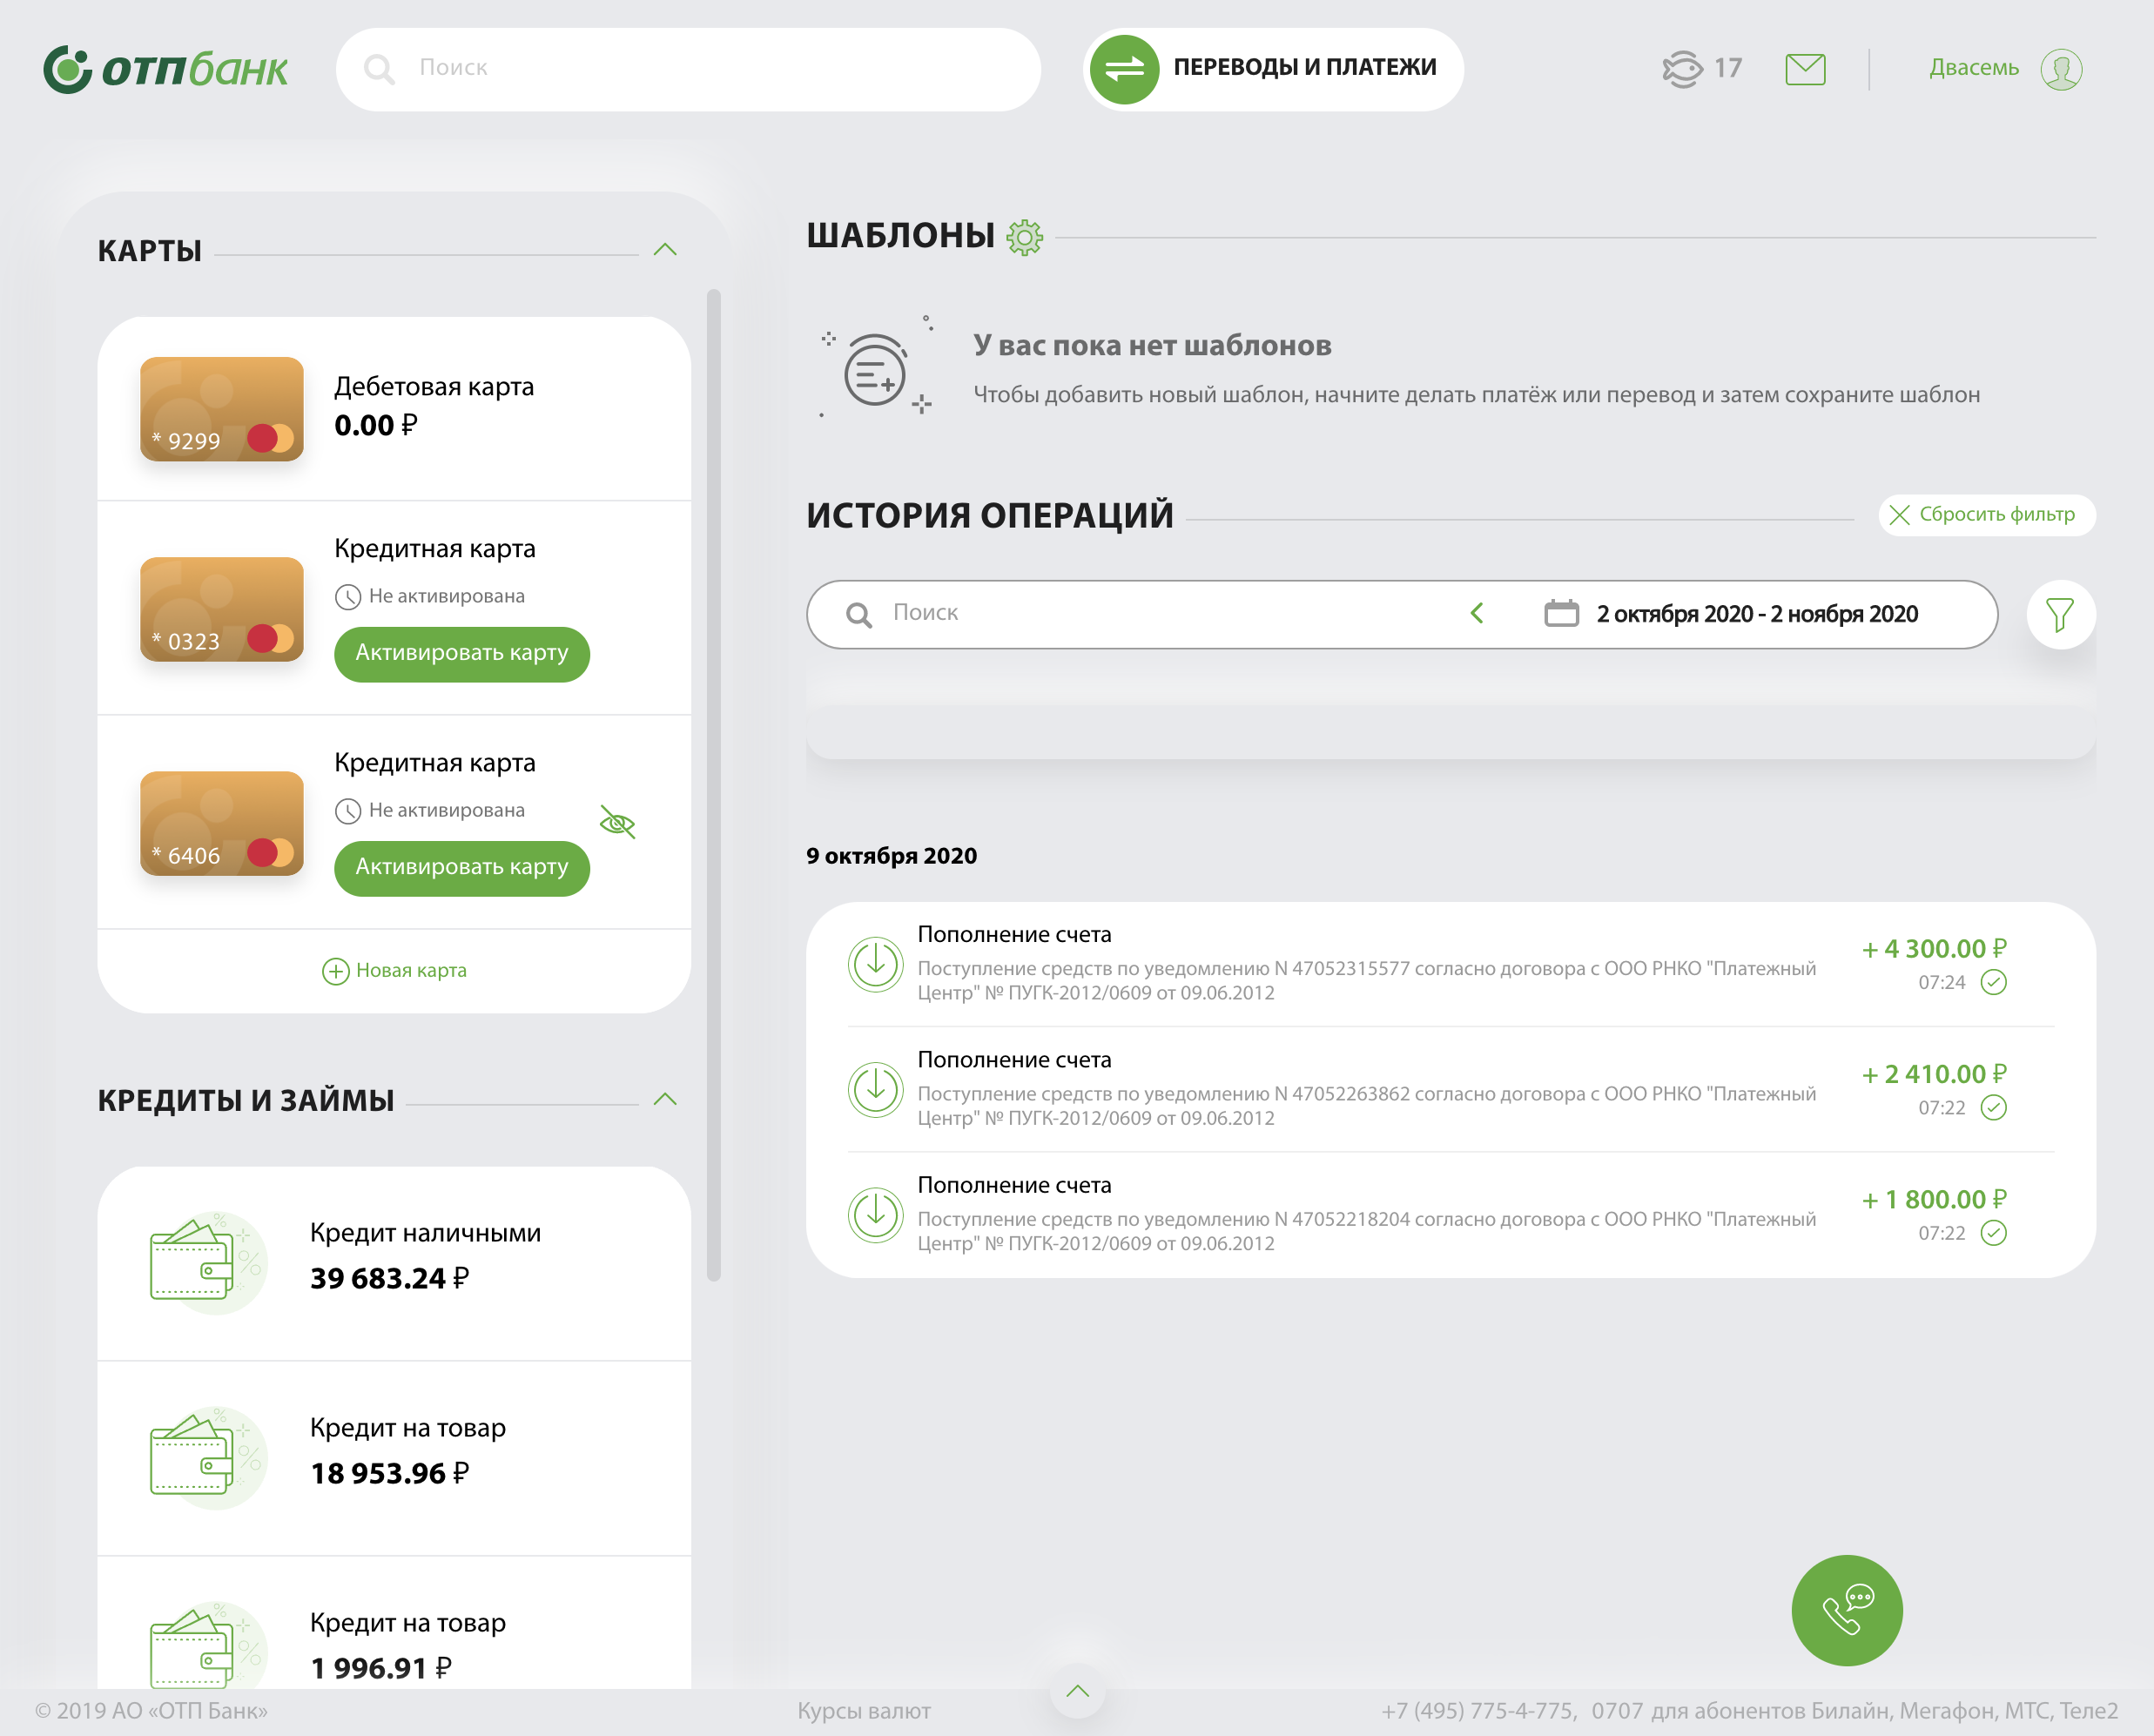 ОТПбанк
Поиск
ПЕРЕВОДЫ И ПЛАТЕЖИ
17
Двасемь
КАРТЫ
* 9299
Дебетовая карта
0.00 ₽
* 0323
Кредитная карта
Не активирована
Активировать карту
* 6406
Кредитная карта
Не активирована
Активировать карту
Новая карта
КРЕДИТЫ И ЗАЙМЫ
Кредит наличными
39 683.24 ₽
Кредит на товар
18 953.96 ₽
Кредит на товар
1 996.91 ₽
ШАБЛОНЫ
У вас пока нет шаблонов
Чтобы добавить новый шаблон, начните делать платёж или перевод и затем сохраните шаблон
ИСТОРИЯ ОПЕРАЦИЙ
Сбросить фильтр
Поиск
2 октября 2020 - 2 ноября 2020
9 октября 2020
Пополнение счета
Поступление средств по уведомлению N 47052315577 согласно договора с ООО РНКО "Платежный
Центр" № ПУГК-2012/0609 от 09.06.2012
+ 4 300.00 ₽
07:24
Пополнение счета
Поступление средств по уведомлению N 47052263862 согласно договора с ООО РНКО "Платежный
Центр" № ПУГК-2012/0609 от 09.06.2012
+ 2 410.00 ₽
07:22
Пополнение счета
Поступление средств по уведомлению N 47052218204 согласно договора с ООО РНКО "Платежный
Центр" № ПУГК-2012/0609 от 09.06.2012
+ 1 800.00 ₽
07:22
© 2019 АО «ОТП Банк»
Курсы валют
+7 (495) 775-4-775, 0707 для абонентов Билайн, Мегафон, МТС, Теле2